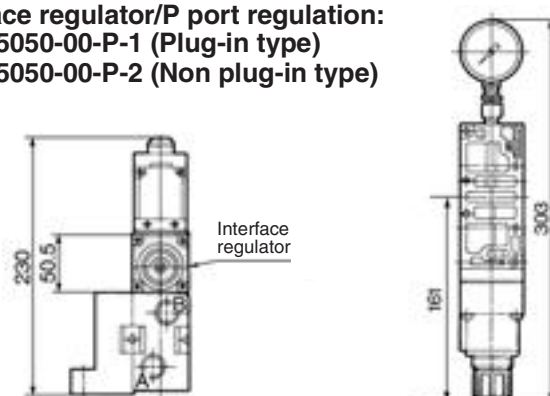 ace regulator/P port regulation:
5050-00-P-1 (Plug-in type)
5050-00-P-2 (Non plug-in type)
Interface
regulator
230
50.5
B
A
303
161